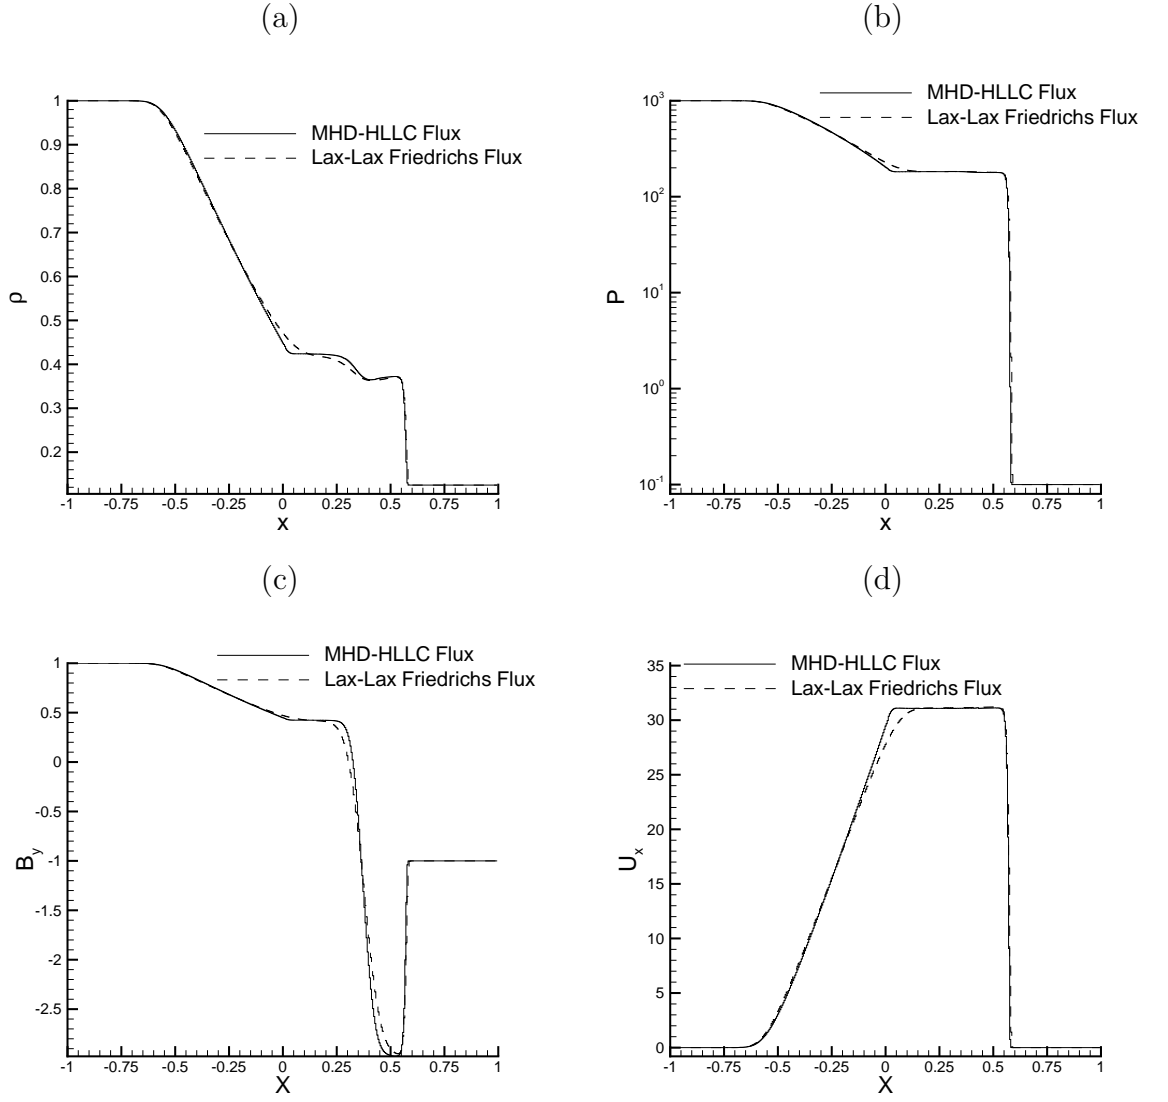 (a)
MHD-HLLC Flux
Lax-Lax Friedrichs Flux
1
0.9
0.8
0.7
0.6
0.5
0.4
0.3
0.2
ρ
-1 -0.75 -0.5 -0.25 0 0.25 0.5 0.75 1
x
(b)
MHD-HLLC Flux
Lax-Lax Friedrichs Flux
10³
10²
10¹
10⁰
10⁻¹
P
-1 -0.75 -0.5 -0.25 0 0.25 0.5 0.75 1
x
(c)
MHD-HLLC Flux
Lax-Lax Friedrichs Flux
1
0.5
0
-0.5
-1
-1.5
-2
-2.5
B_y
-1 -0.75 -0.5 -0.25 0 0.25 0.5 0.75 1
X
(d)
MHD-HLLC Flux
Lax-Lax Friedrichs Flux
35
30
25
20
15
10
5
0
U_x
-1 -0.75 -0.5 -0.25 0 0.25 0.5 0.75 1
X